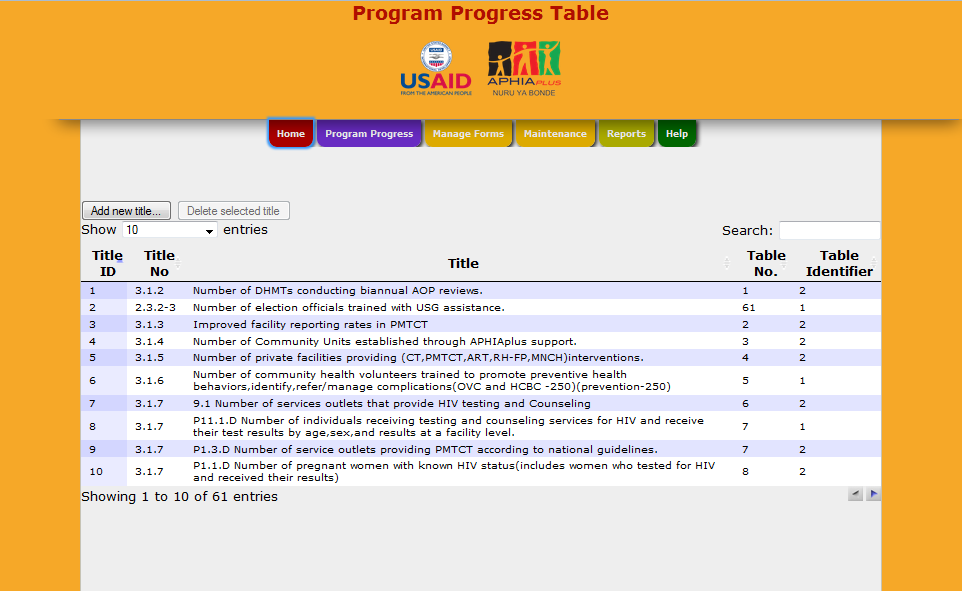 Program Progress Table
USAID
FROM THE AMERICAN PEOPLE
APHIAPLUS
NURU YA BONDE
Home Program Progress Manage Forms Maintenance Reports Help
Add new title... Delete selected title
Show 10 entries Search:
Title ID Title No Title Table No. Table Identifier
1 3.1.2 Number of DHMTs conducting biannual AOP reviews. 1 2
2 2.3.2-3 Number of election officials trained with USG assistance. 61 1
3 3.1.3 Improved facility reporting rates in PMTCT 2 2
4 3.1.4 Number of Community Units established through APHIAplus support. 3 2
5 3.1.5 Number of private facilities providing (CT,PMTCT,ART,RH-FP,MNCH)interventions. 4 2
6 3.1.6 Number of community health volunteers trained to promote preventive health
behaviors,identify,refer/manage complications(OVC and HCBC -250)(prevention-250) 5 1
7 3.1.7 9.1 Number of services outlets that provide HIV testing and Counseling 6 2
8 3.1.7 P11.1.D Number of individuals receiving testing and counseling services for HIV and receive
their test results by age,sex,and results at a facility level. 7 1
9 3.1.7 P1.3.D Number of service outlets providing PMTCT according to national guidelines. 7 2
10 3.1.7 P1.1.D Number of pregnant women with known HIV status(includes women who tested for HIV
and received their results) 8 2
Showing 1 to 10 of 61 entries